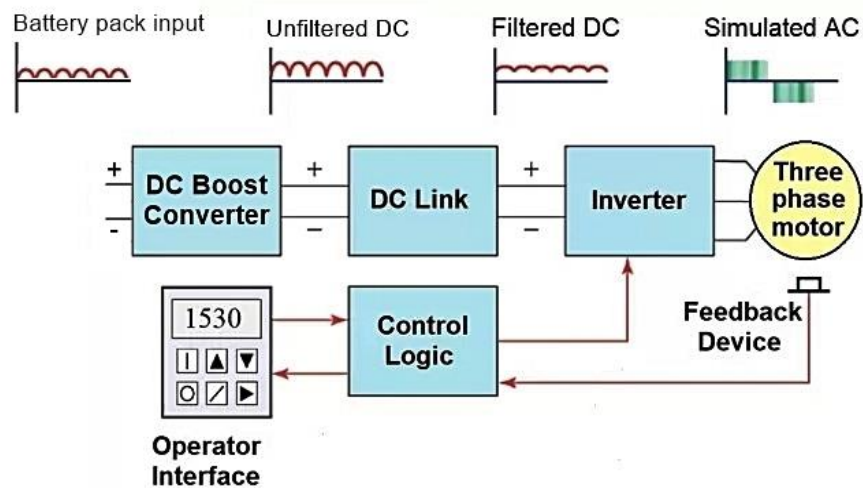 Battery pack input
Unfiltered DC
Filtered DC
Simulated AC
+
+
+
DC Boost
Converter
DC Link
Inverter
Three
phase
motor
-
–
–
1530
Control
Logic
Feedback
Device
Operator
Interface